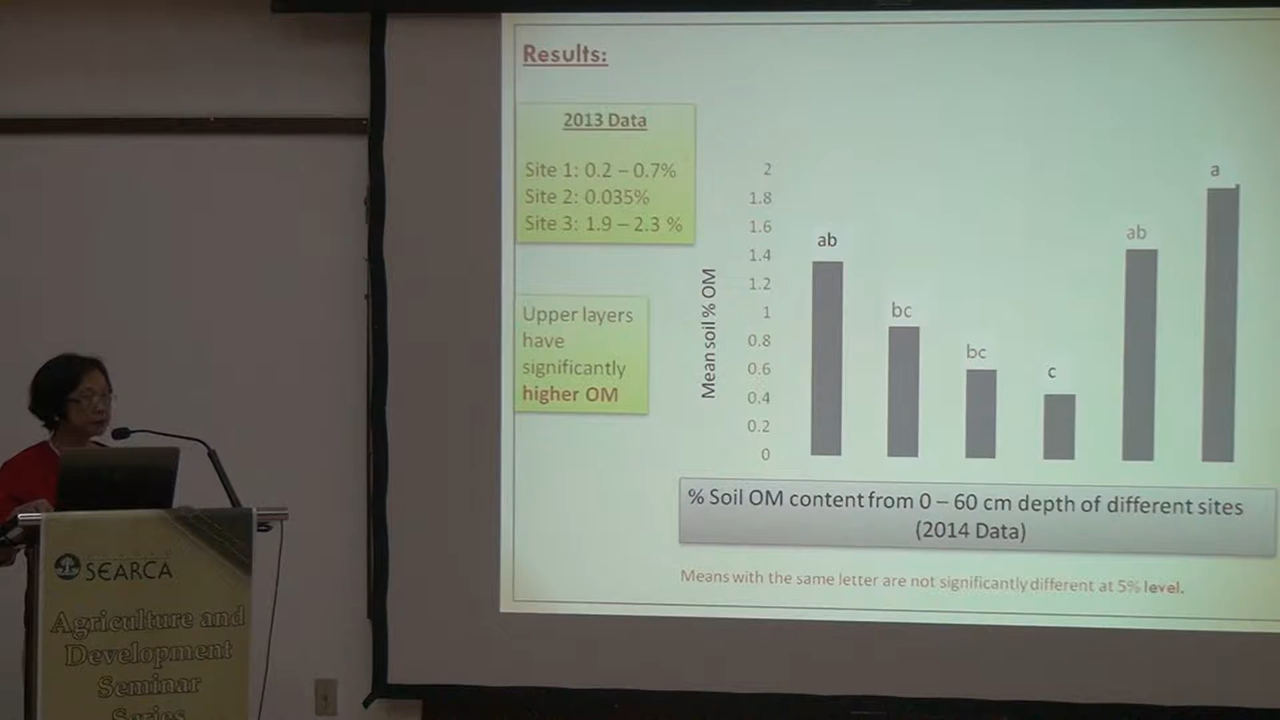 Results:
2013 Data
Site 1: 0.2 – 0.7%
Site 2: 0.035%
Site 3: 1.9 – 2.3 %
Upper layers
have
significantly
higher OM
Mean soil % OM
2
1.8
1.6
1.4
1.2
1
0.8
0.6
0.4
0.2
0
ab
bc
bc
c
ab
a
% Soil OM content from 0 – 60 cm depth of different sites
(2014 Data)
Means with the same letter are not significantly different at 5% level.
SEARCA
Agriculture and
Development
Seminar
Series